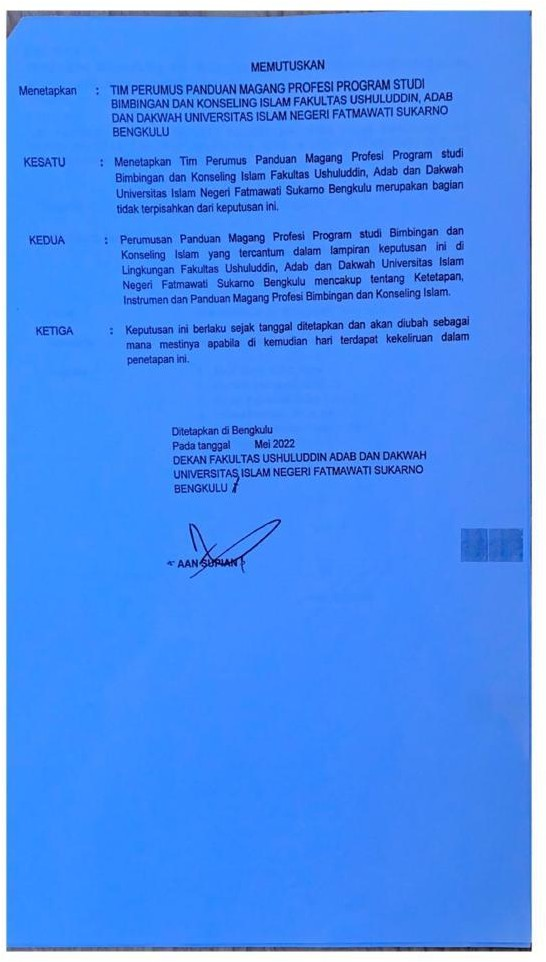 MEMUTUSKAN
Menetapkan : TIM PERUMUS PANDUAN MAGANG PROFESI PROGRAM STUDI
BIMBINGAN DAN KONSELING ISLAM FAKULTAS USHULUDDIN, ADAB
DAN DAKWAH UNIVERSITAS ISLAM NEGERI FATMAWATI SUKARNO
BENGKULU
KESATU : Menetapkan Tim Perumus Panduan Magang Profesi Program studi
Bimbingan dan Konseling Islam Fakultas Ushuluddin, Adab dan Dakwah
Universitas Islam Negeri Fatmawati Sukarno Bengkulu merupakan bagian
tidak terpisahkan dari keputusan ini.
KEDUA : Perumusan Panduan Magang Profesi Program studi Bimbingan dan
Konseling Islam yang tercantum dalam lampiran keputusan ini di
Lingkungan Fakultas Ushuluddin, Adab dan Dakwah Universitas Islam
Negeri Fatmawati Sukarno Bengkulu mencakup tentang Ketetapan,
Instrumen dan Panduan Magang Profesi Bimbingan dan Konseling Islam.
KETIGA : Keputusan ini berlaku sejak tanggal ditetapkan dan akan diubah sebagai
mana mestinya apabila di kemudian hari terdapat kekeliruan dalam
penetapan ini.
Ditetapkan di Bengkulu
Pada tanggal Mei 2022
DEKAN FAKULTAS USHULUDDIN ADAB DAN DAKWAH
UNIVERSITAS ISLAM NEGERI FATMAWATI SUKARNO
BENGKULU
AAN SUPIAN